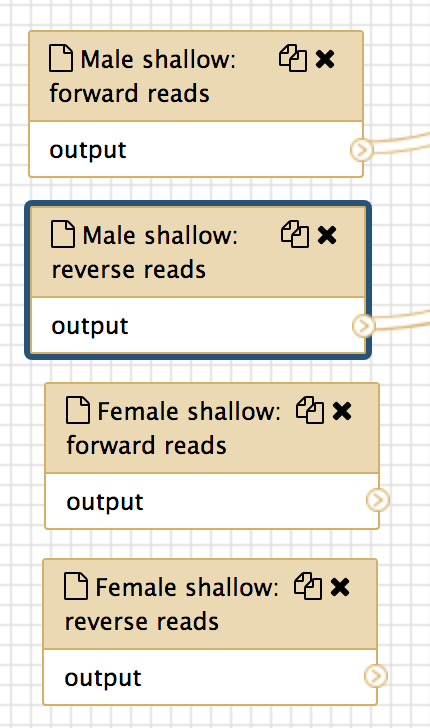 Male shallow:
forward reads
output
Male shallow:
reverse reads
output
Female shallow:
forward reads
output
Female shallow:
reverse reads
output